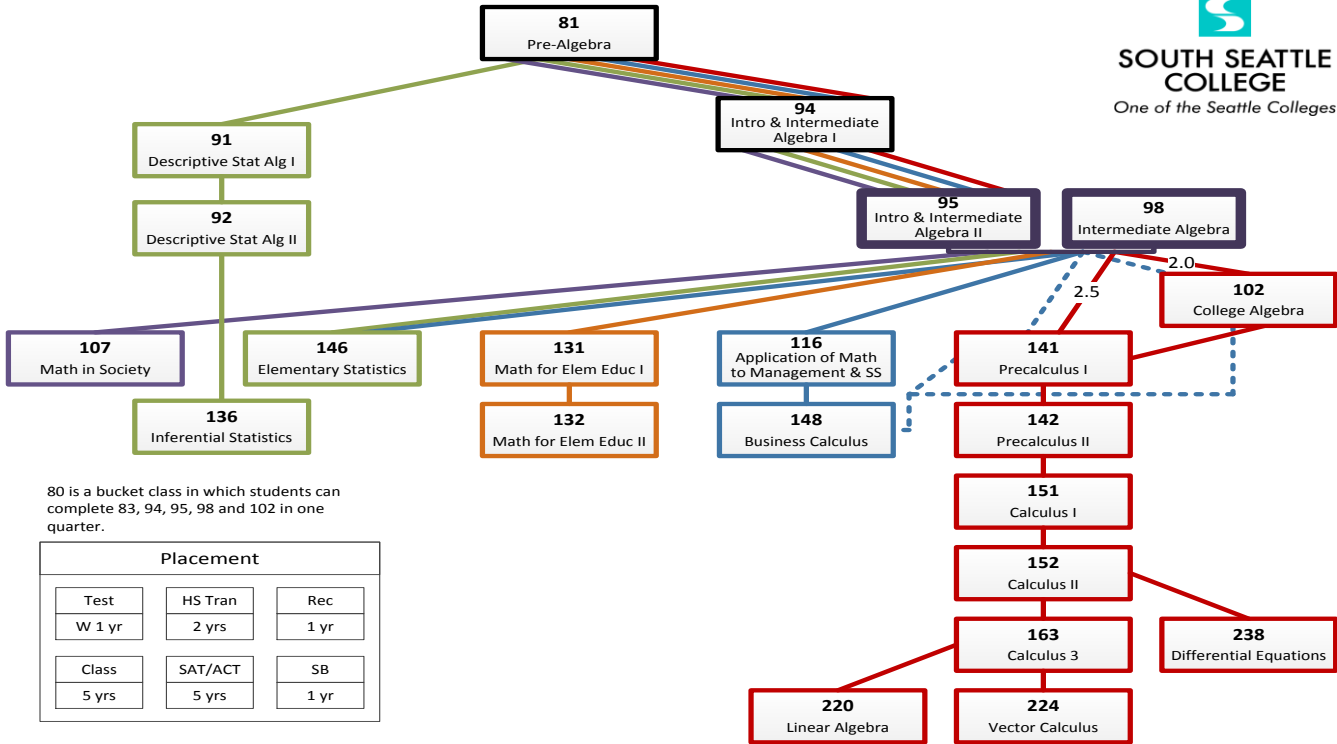 81
Pre-Algebra
SOUTH SEATTLE
COLLEGE
One of the Seattle Colleges
94
Intro & Intermediate
Algebra I
91
Descriptive Stat Alg I
95
Intro & Intermediate
Algebra II
98
Intermediate Algebra
92
Descriptive Stat Alg II
2.0
2.5
102
College Algebra
107
Math in Society
146
Elementary Statistics
131
Math for Elem Educ I
116
Application of Math
to Management & SS
141
Precalculus I
136
Inferential Statistics
132
Math for Elem Educ II
148
Business Calculus
142
Precalculus II
151
Calculus I
152
Calculus II
163
Calculus 3
238
Differential Equations
220
Linear Algebra
224
Vector Calculus
80 is a bucket class in which students can
complete 83, 94, 95, 98 and 102 in one
quarter.
Placement
Test
W 1 yr
HS Tran
2 yrs
Rec
1 yr
Class
5 yrs
SAT/ACT
5 yrs
SB
1 yr